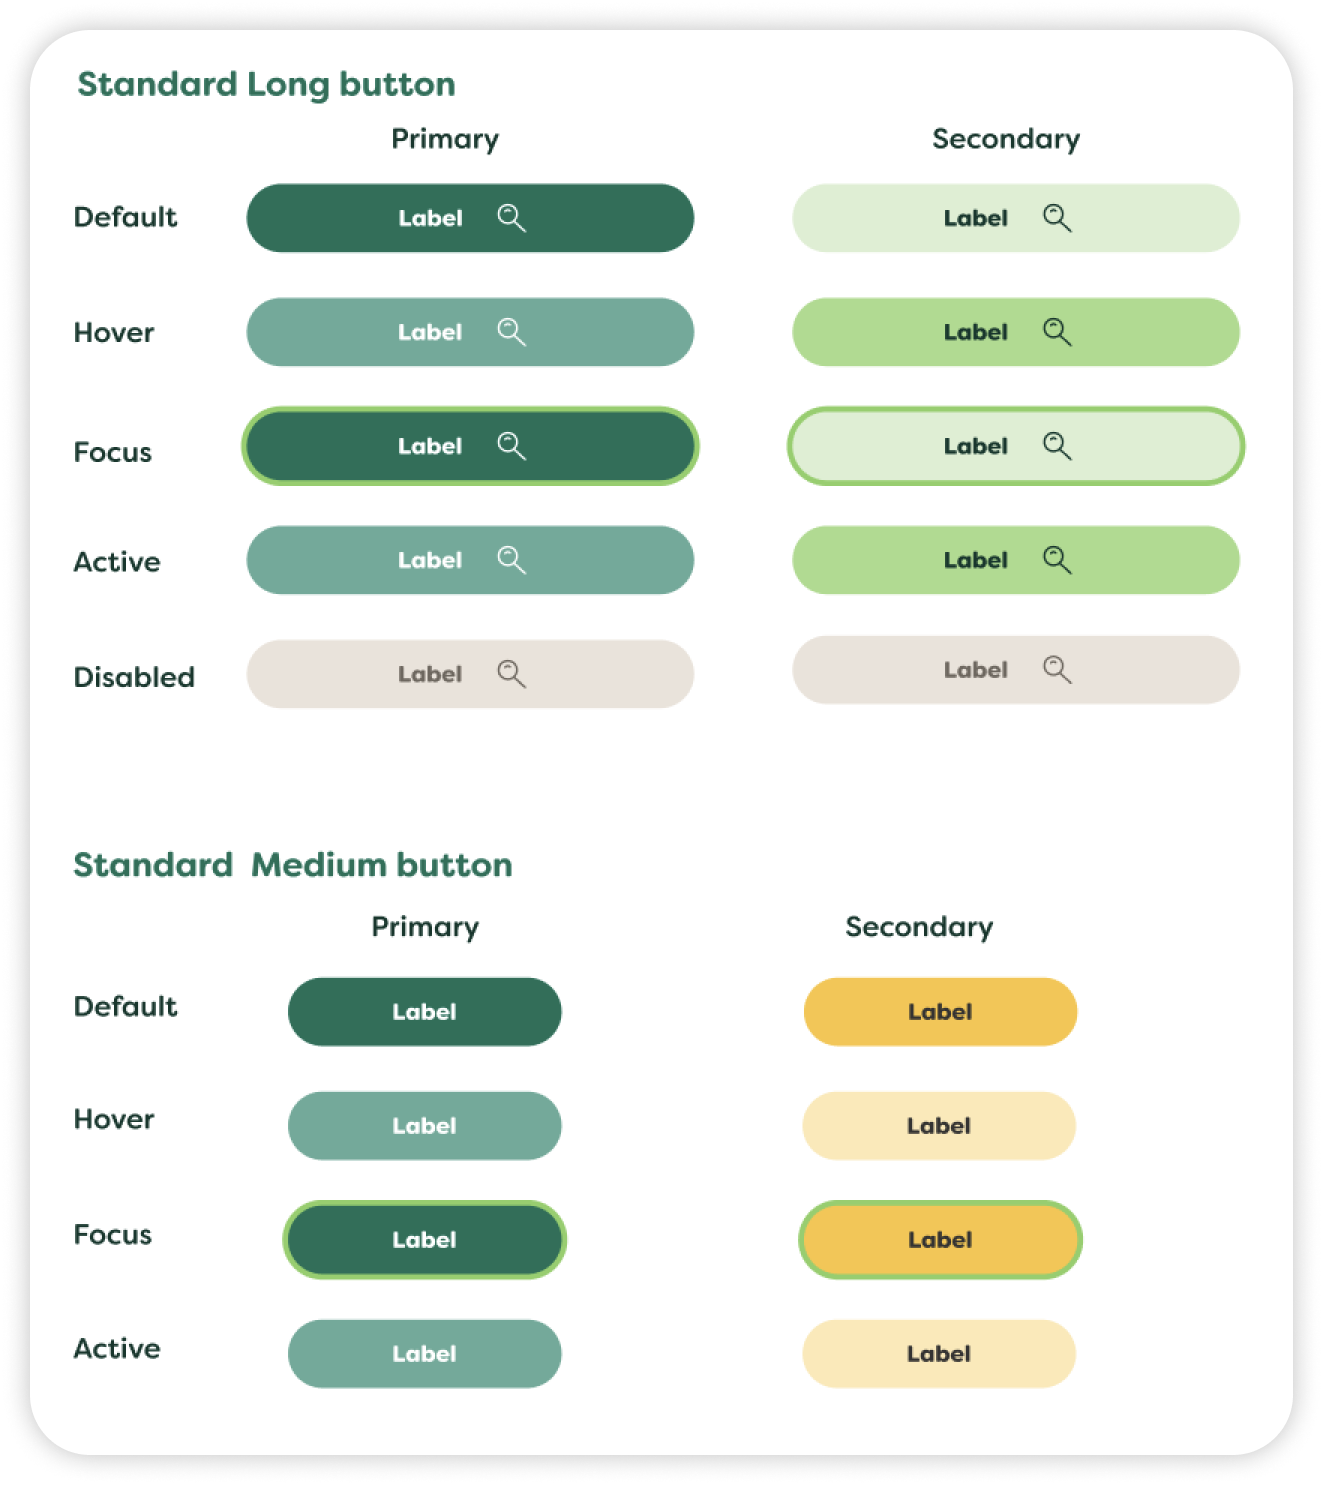 Standard Long button
Primary Secondary
Default Label Label
Hover Label Label
Focus Label Label
Active Label Label
Disabled Label Label
Standard  Medium button
Primary Secondary
Default Label Label
Hover Label Label
Focus Label Label
Active Label Label